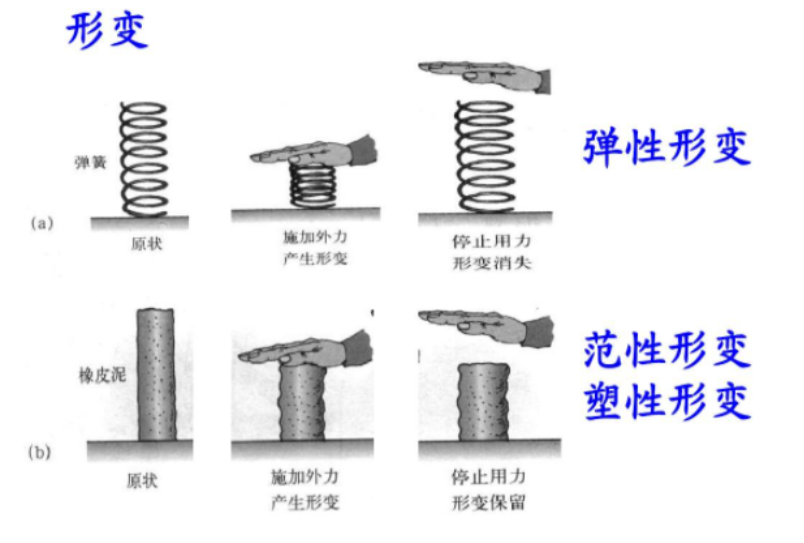 形变
弹簧
弹性形变
(a)
原状
施加外力
产生形变
停止用力
形变消失
橡皮泥
范性形变
塑性形变
(b)
原状
施加外力
产生形变
停止用力
形变保留